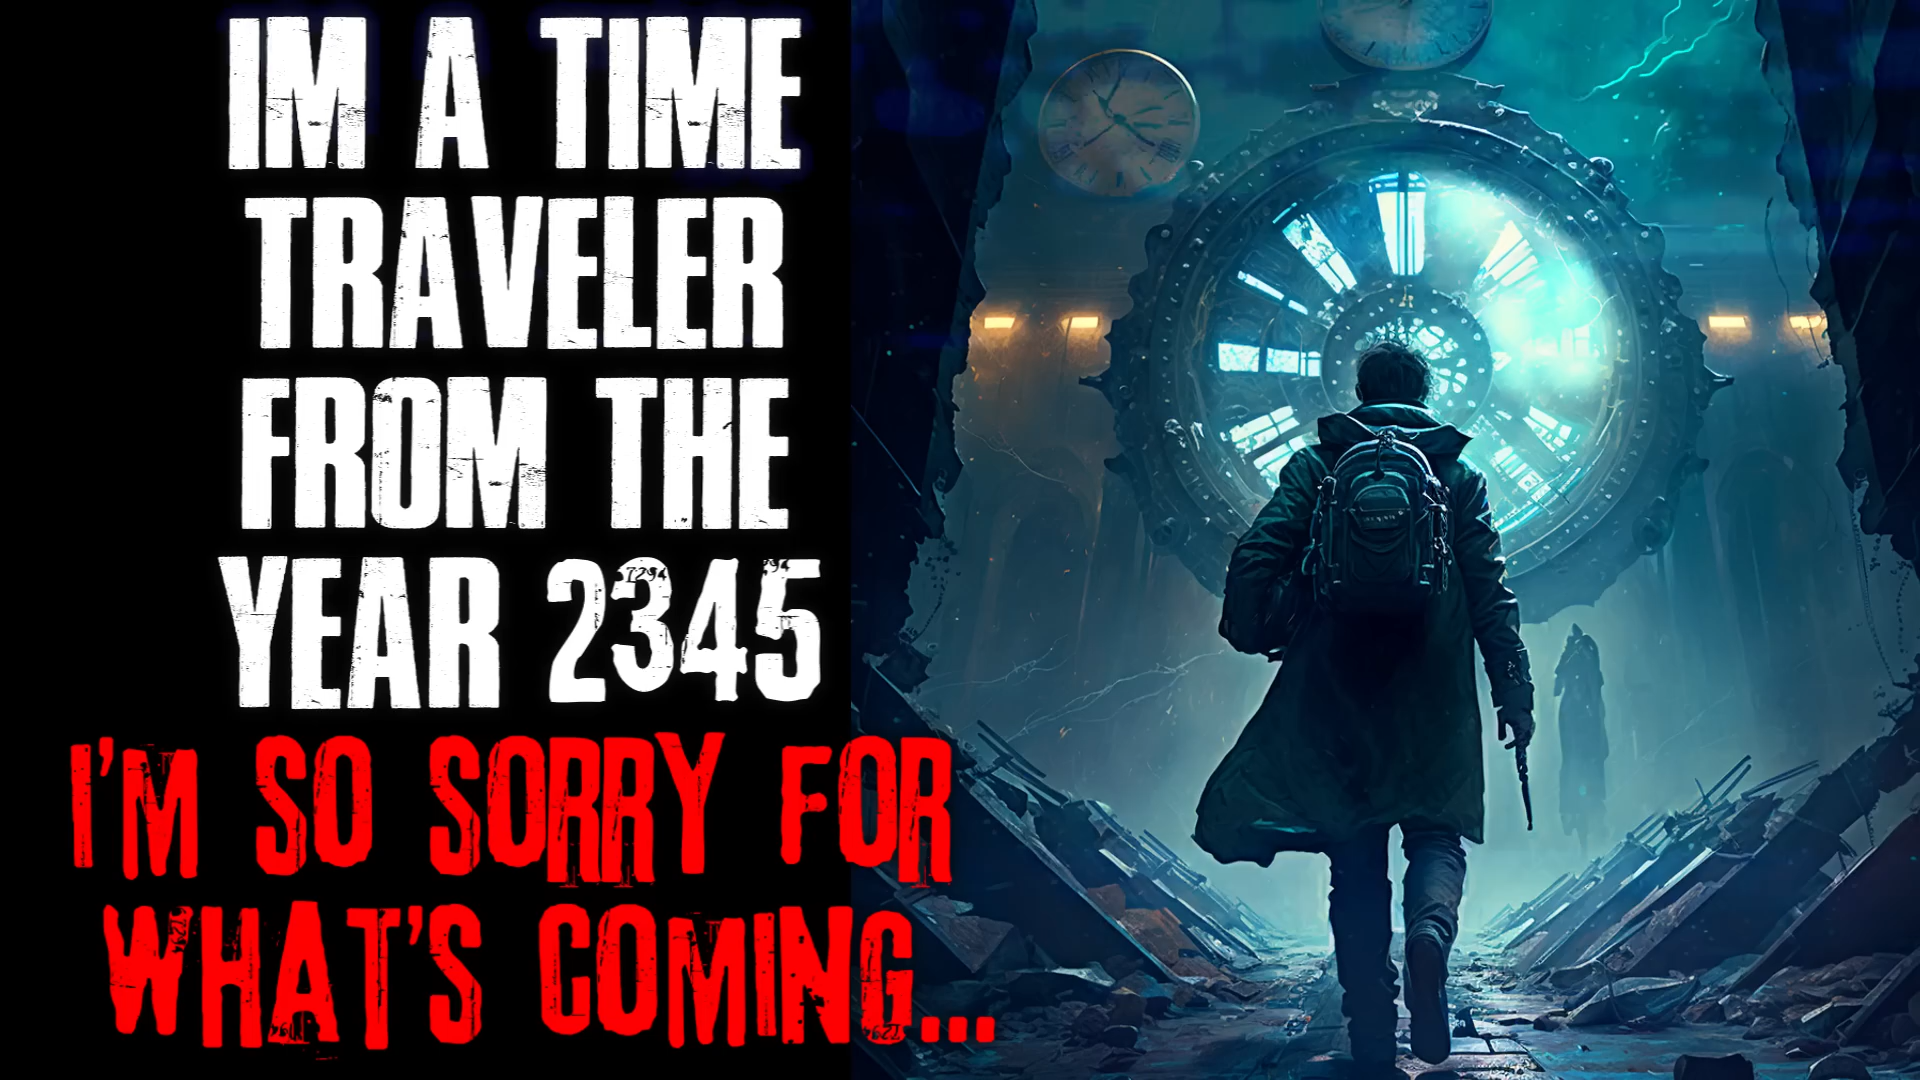 IM A TIME
TRAVELER
FROM THE
YEAR 2345
I'M SO SORRY FOR
WHAT'S COMING...